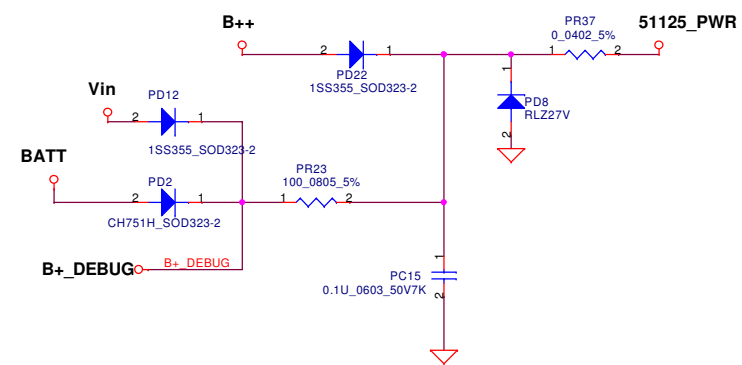 B++
PR37
0_0402_5%
51125_PWR
2
1
1
2
PD22
1SS355_SOD323-2
1
PD8
RLZ27V
2
Vin
PD12
2
1
1SS355_SOD323-2
BATT
PD2
2
1
CH751H_SOD323-2
PR23
100_0805_5%
1
2
B+_DEBUG
B+_DEBUG
1
PC15
0.1U_0603_50V7K
2